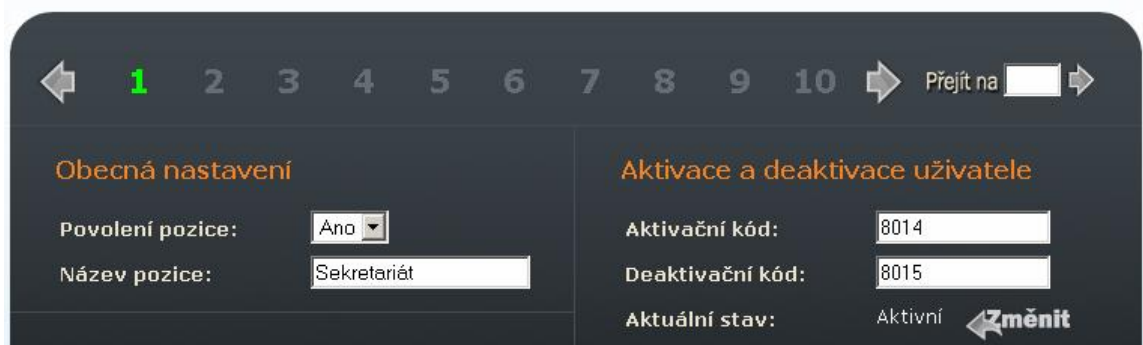 1 2 3 4 5 6 7 8 9 10 Přejít na
Obecná nastavení
Povolení pozice: Ano
Název pozice: Sekretariát
Aktivace a deaktivace uživatele
Aktivační kód: 8014
Deaktivační kód: 8015
Aktuální stav: Aktivní Změnit